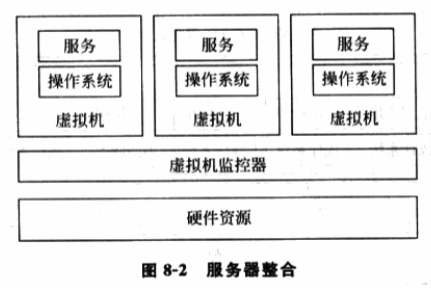 服务 服务 服务
操作系统 操作系统 操作系统
虚拟机 虚拟机 虚拟机
虚拟机监控器
硬件资源
图 8-2 服务器整合